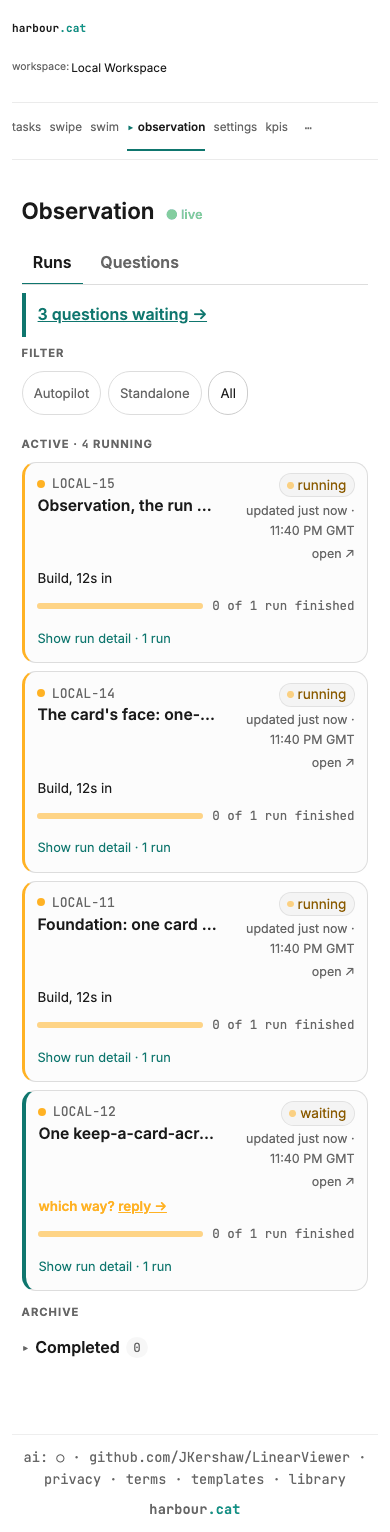 harbour.cat
workspace: Local Workspace
tasks swipe swim ▸ observation settings kpis ⋯
Observation ● live
Runs Questions
3 questions waiting →
FILTER
Autopilot Standalone All
ACTIVE · 4 RUNNING
LOCAL-15 running
Observation, the run ... updated just now ·
11:40 PM GMT
open ↗
Build, 12s in
0 of 1 run finished
Show run detail · 1 run
LOCAL-14 running
The card's face: one-... updated just now ·
11:40 PM GMT
open ↗
Build, 12s in
0 of 1 run finished
Show run detail · 1 run
LOCAL-11 running
Foundation: one card ... updated just now ·
11:40 PM GMT
open ↗
Build, 12s in
0 of 1 run finished
Show run detail · 1 run
LOCAL-12 waiting
One keep-a-card-acr... updated just now ·
11:40 PM GMT
open ↗
which way? reply →
0 of 1 run finished
Show run detail · 1 run
ARCHIVE
▸ Completed 0
ai: ○ · github.com/JKershaw/LinearViewer ·
privacy · terms · templates · library
harbour.cat